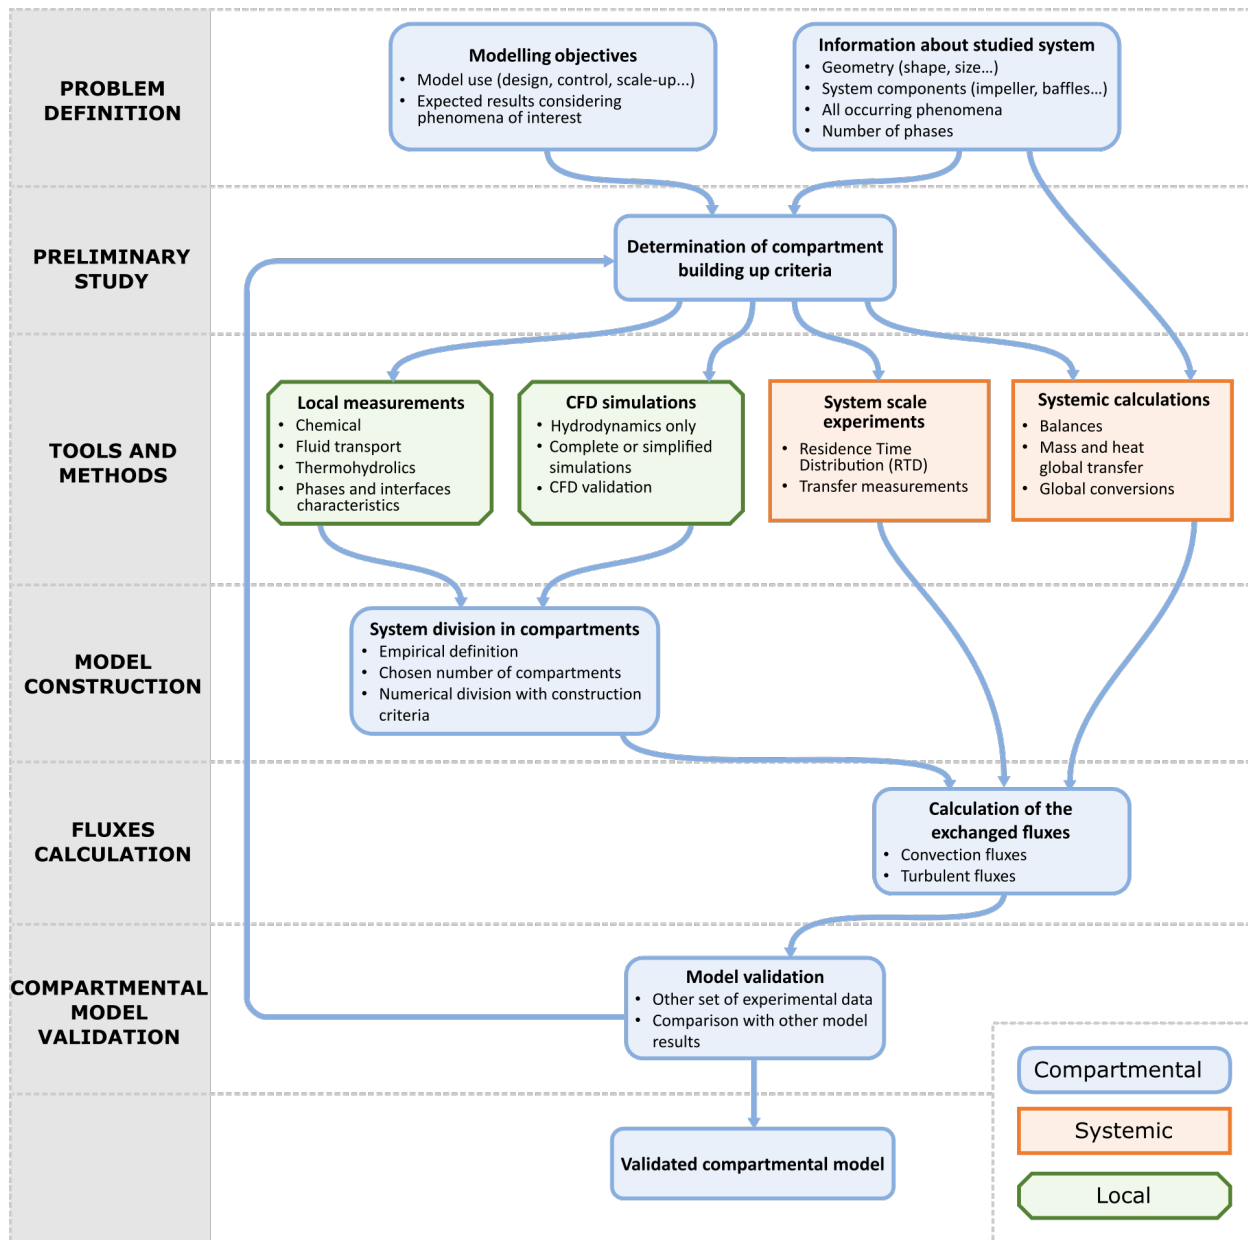 PROBLEM
DEFINITION
Modelling objectives
• Model use (design, control, scale-up...)
• Expected results considering
phenomena of interest
Information about studied system
• Geometry (shape, size...)
• System components (impeller, baffles...)
• All occurring phenomena
• Number of phases
PRELIMINARY
STUDY
Determination of compartment
building up criteria
TOOLS AND
METHODS
Local measurements
• Chemical
• Fluid transport
• Thermohydrolics
• Phases and interfaces
characteristics
CFD simulations
• Hydrodynamics only
• Complete or simplified
simulations
• CFD validation
System scale
experiments
• Residence Time
Distribution (RTD)
• Transfer measurements
Systemic calculations
• Balances
• Mass and heat
global transfer
• Global conversions
MODEL
CONSTRUCTION
System division in compartments
• Empirical definition
• Chosen number of compartments
• Numerical division with construction
criteria
FLUXES
CALCULATION
Calculation of the
exchanged fluxes
• Convection fluxes
• Turbulent fluxes
COMPARTMENTAL
MODEL
VALIDATION
Model validation
• Other set of experimental data
• Comparison with other model
results
Validated compartmental model
Compartmental
Systemic
Local